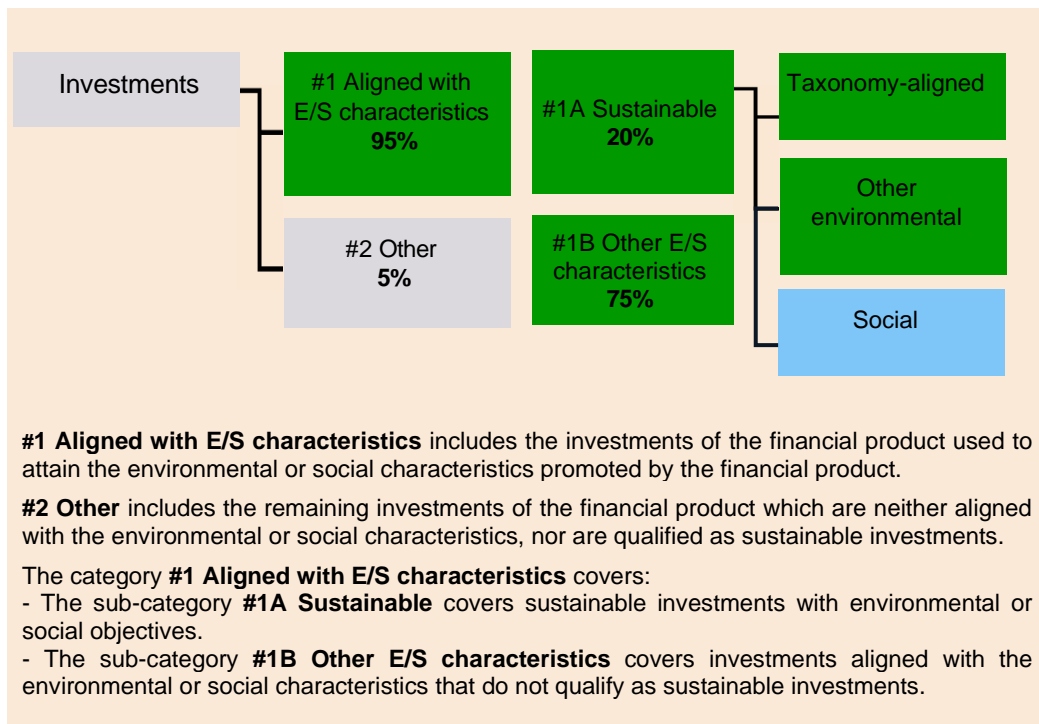 Investments
#1 Aligned with
E/S characteristics
95%
#2 Other
5%
#1A Sustainable
20%
#1B Other E/S
characteristics
75%
Taxonomy-aligned
Other
environmental
Social
#1 Aligned with E/S characteristics includes the investments of the financial product used to
attain the environmental or social characteristics promoted by the financial product.
#2 Other includes the remaining investments of the financial product which are neither aligned
with the environmental or social characteristics, nor are qualified as sustainable investments.
The category #1 Aligned with E/S characteristics covers:
- The sub-category #1A Sustainable covers sustainable investments with environmental or
social objectives.
- The sub-category #1B Other E/S characteristics covers investments aligned with the
environmental or social characteristics that do not qualify as sustainable investments.